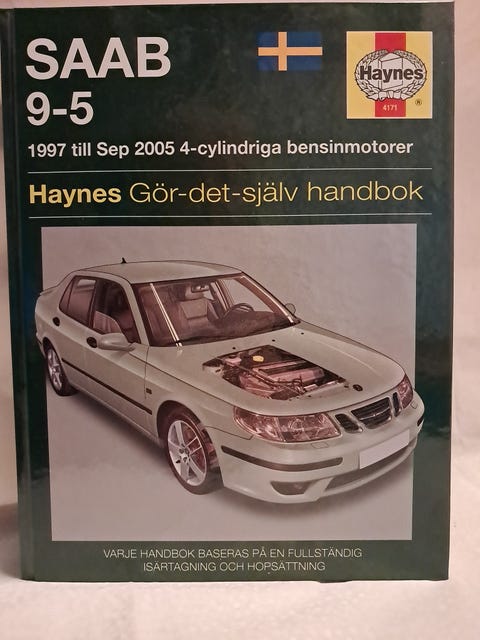 SAAB
9-5
Haynes
4171
®
1997 till Sep 2005 4-cylindriga bensinmotorer
Haynes Gör-det-själv handbok
VARJE HANDBOK BASERAS PÅ EN FULLSTÄNDIG
ISÄRTAGNING OCH HOPSÄTTNING